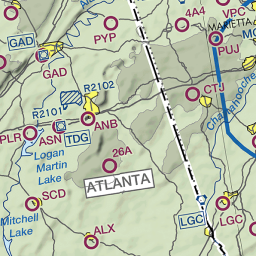 4A4
VPC
MARIETTA
PYP
PUJ
GAD
GAD
R2102
R2101
CTJ
Chattahoochee
PLR
ASN
TDG
ANB
Logan
Martin
Lake
26A
ATLANTA
SCD
Mitchell
Lake
LGC
LGC
ALX